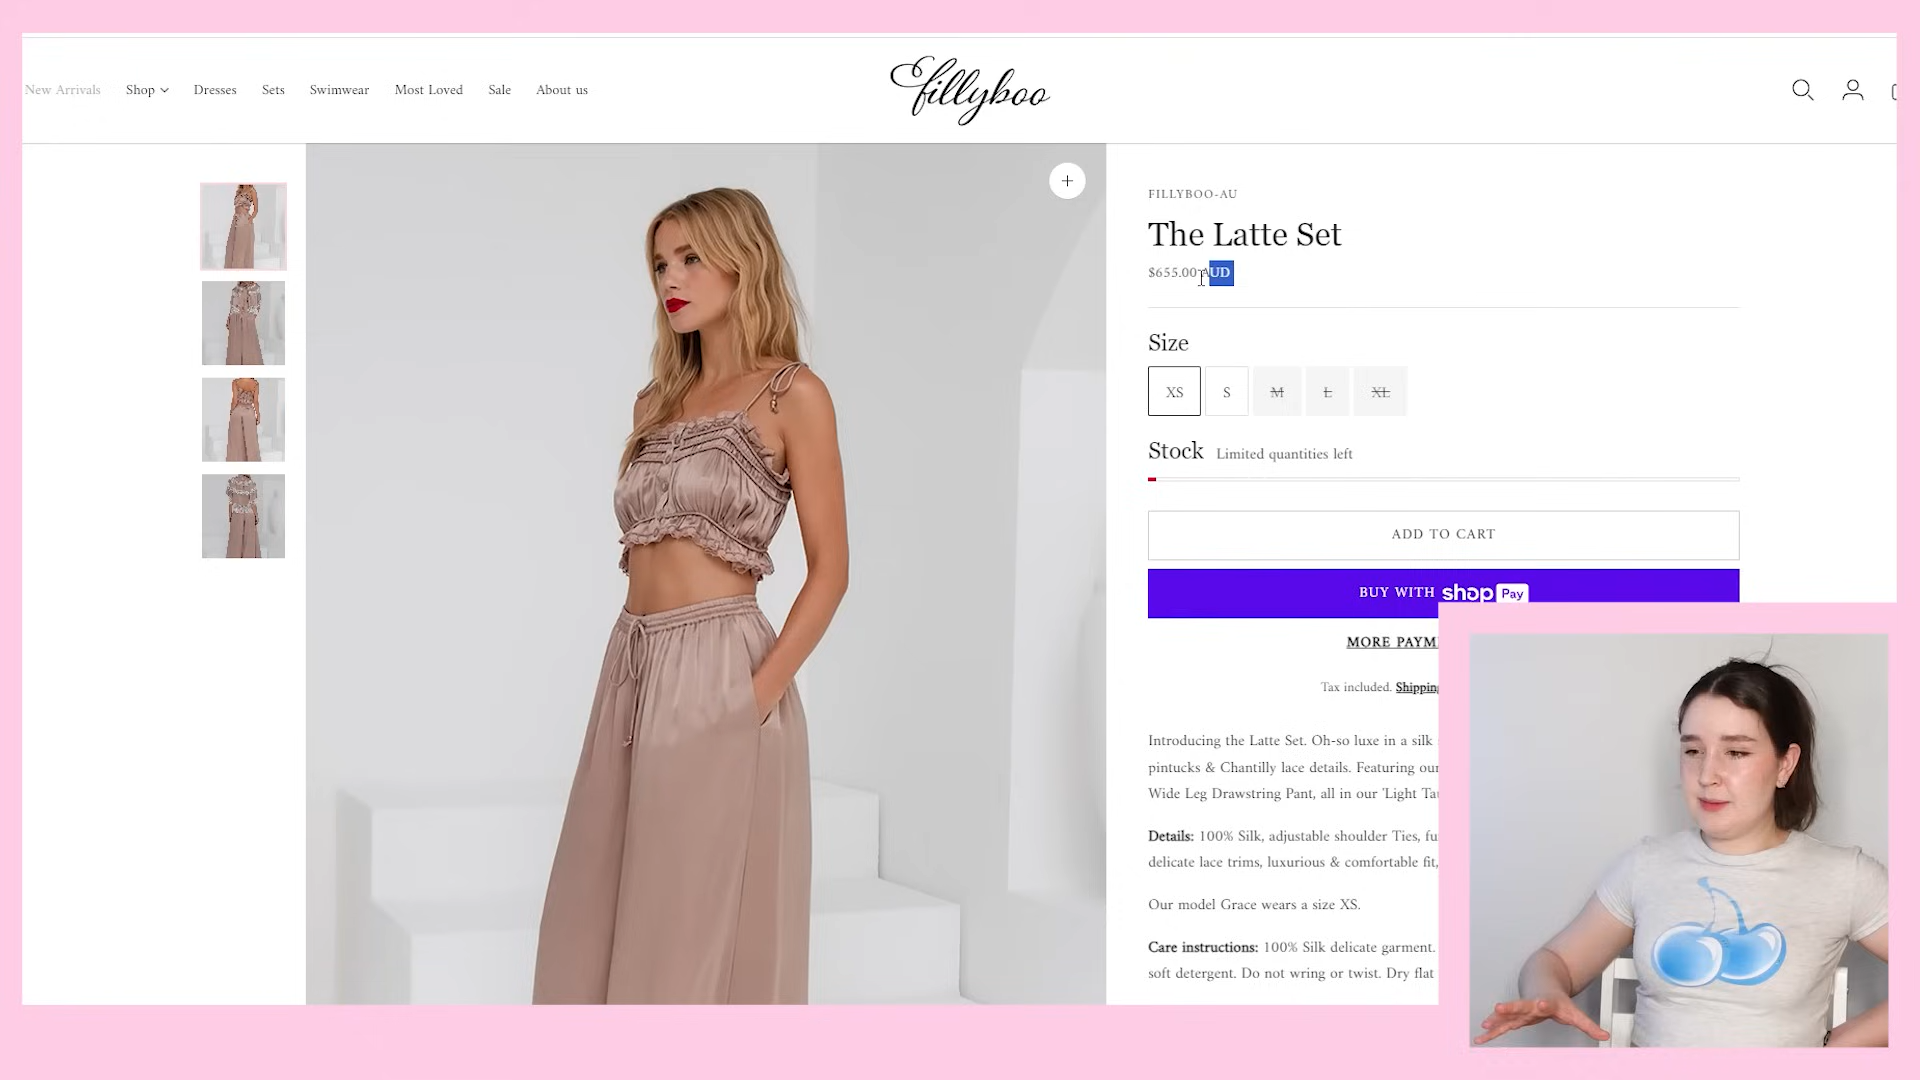 New Arrivals Shop Dresses Sets Swimwear Most Loved Sale About us
fillyboo
FILLYBOO-AU
The Latte Set
$655.00 AUD
Size
XS S M L XL
Stock Limited quantities left
ADD TO CART
BUY WITH shop Pay
MORE PAYM
Tax included. Shipping
Introducing the Latte Set. Oh-so luxe in a silk
pintucks & Chantilly lace details. Featuring our
Wide Leg Drawstring Pant, all in our 'Light Ta
Details: 100% Silk, adjustable shoulder Ties, fu
delicate lace trims, luxurious & comfortable fit,
Our model Grace wears a size XS.
Care instructions: 100% Silk delicate garment.
soft detergent. Do not wring or twist. Dry flat